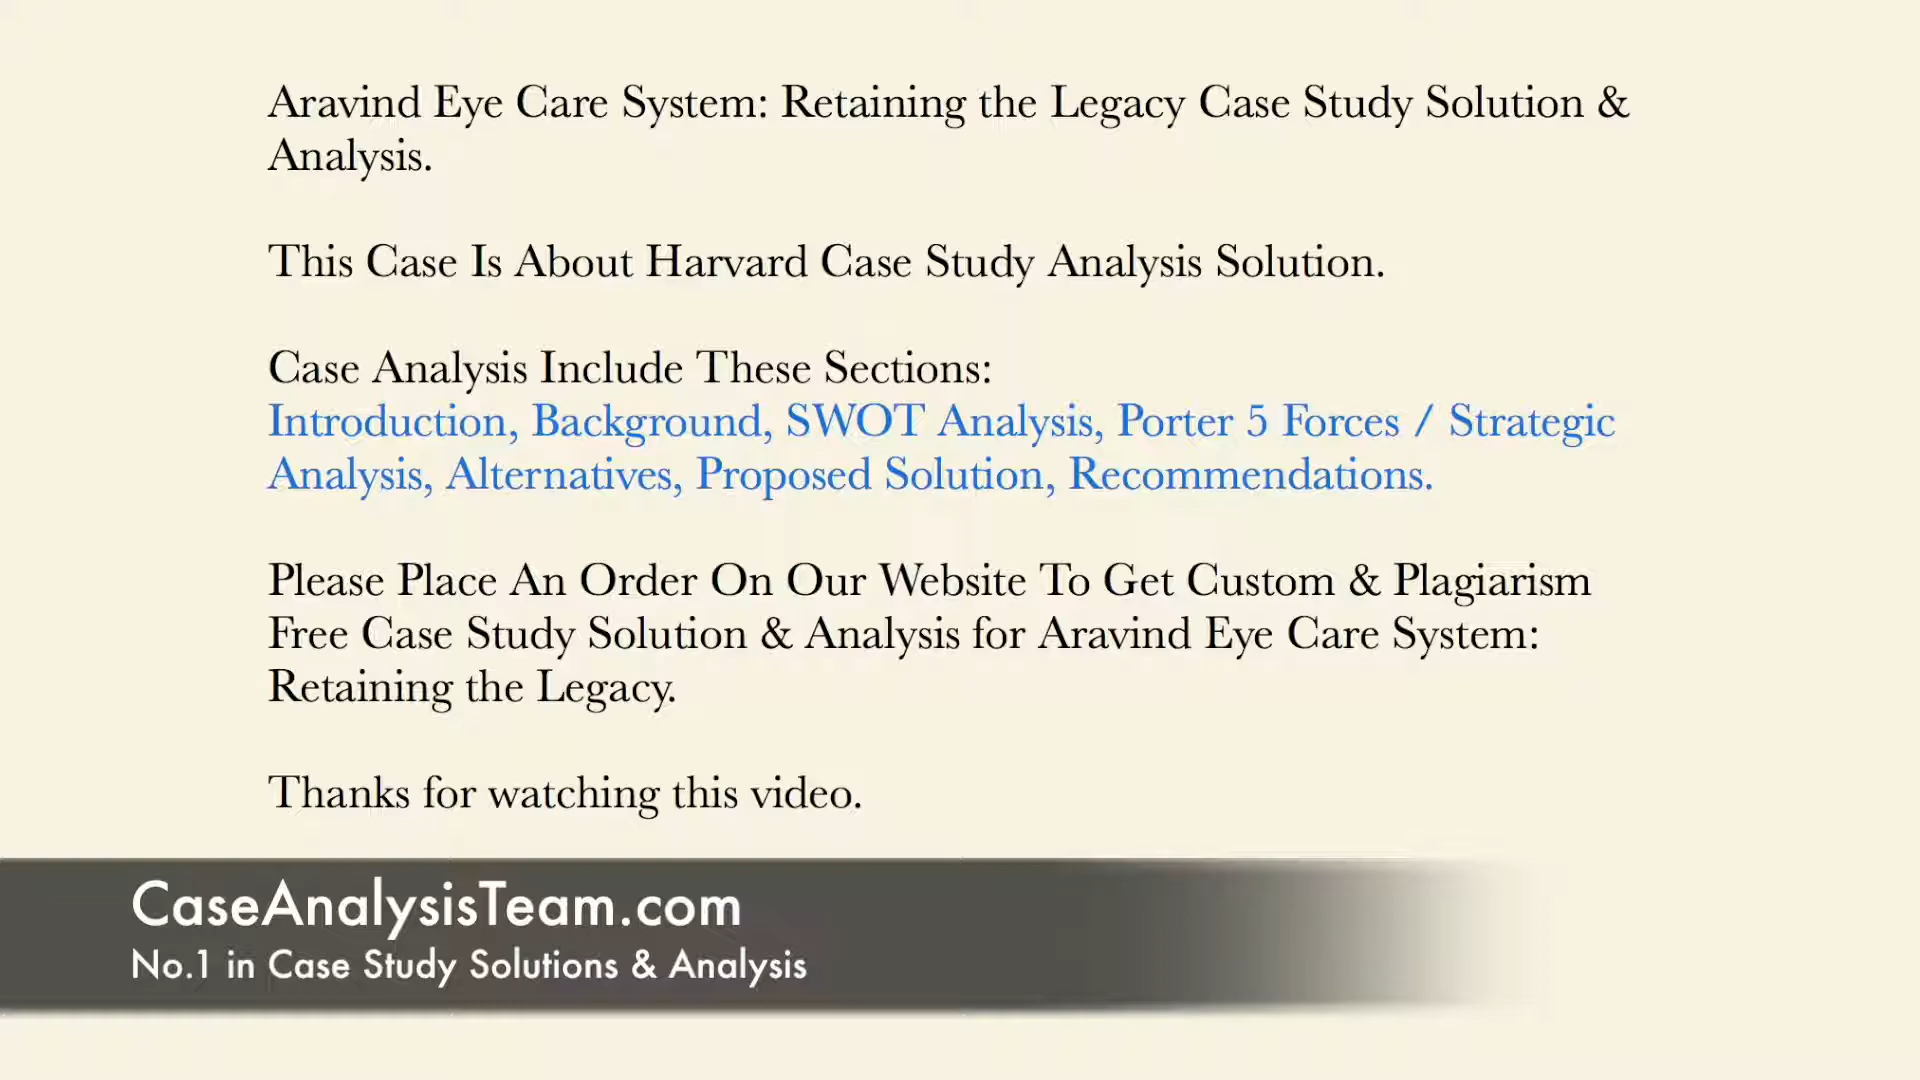 Aravind Eye Care System: Retaining the Legacy Case Study Solution &
Analysis.
This Case Is About Harvard Case Study Analysis Solution.
Case Analysis Include These Sections:
Introduction, Background, SWOT Analysis, Porter 5 Forces / Strategic
Analysis, Alternatives, Proposed Solution, Recommendations.
Please Place An Order On Our Website To Get Custom & Plagiarism
Free Case Study Solution & Analysis for Aravind Eye Care System:
Retaining the Legacy.
Thanks for watching this video.
CaseAnalysisTeam.com
No.1 in Case Study Solutions & Analysis